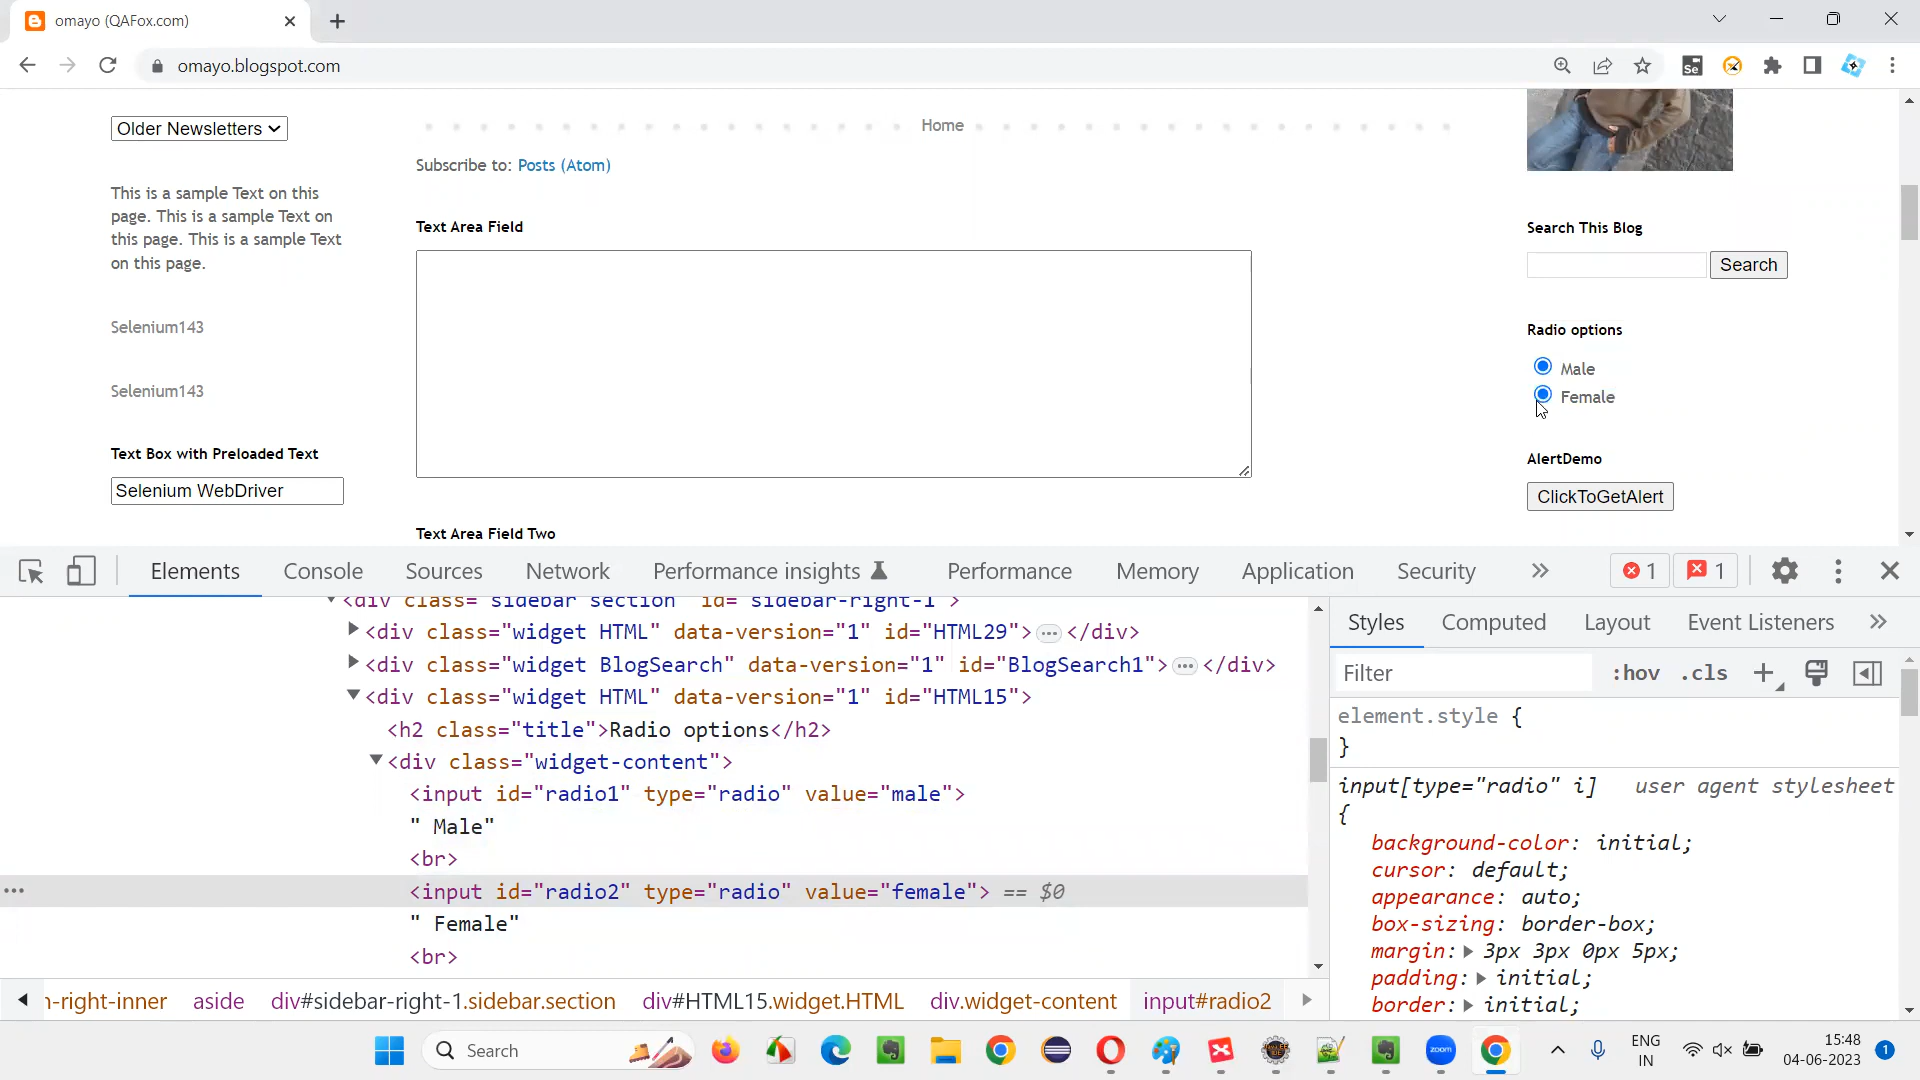 omayo (QAFox.com)
omayo.blogspot.com
Older Newsletters
This is a sample Text on this
page. This is a sample Text on
this page. This is a sample Text
on this page.
Selenium143
Selenium143
Text Box with Preloaded Text
Selenium WebDriver
Home
Subscribe to: Posts (Atom)
Text Area Field
Text Area Field Two
Search This Blog
Search
Radio options
Male
Female
AlertDemo
ClickToGetAlert
Elements Console Sources Network Performance insights Performance Memory Application Security » 1 1
<div class="sidebar section" id="sidebar-right-1">
<div class="widget HTML" data-version="1" id="HTML29"> … </div>
<div class="widget BlogSearch" data-version="1" id="BlogSearch1"> … </div>
<div class="widget HTML" data-version="1" id="HTML15">
<h2 class="title">Radio options</h2>
<div class="widget-content">
<input id="radio1" type="radio" value="male">
" Male"
<br>
<input id="radio2" type="radio" value="female"> == $0
" Female"
<br>
n-right-inner aside div#sidebar-right-1.sidebar.section div#HTML15.widget.HTML div.widget-content input#radio2
Styles Computed Layout Event Listeners »
Filter :hov .cls
element.style {
}
input[type="radio" i] user agent stylesheet
{
background-color: initial;
cursor: default;
appearance: auto;
box-sizing: border-box;
margin: 3px 3px 0px 5px;
padding: initial;
border: initial;
Search
zoom
ENG
IN
15:48
04-06-2023
1